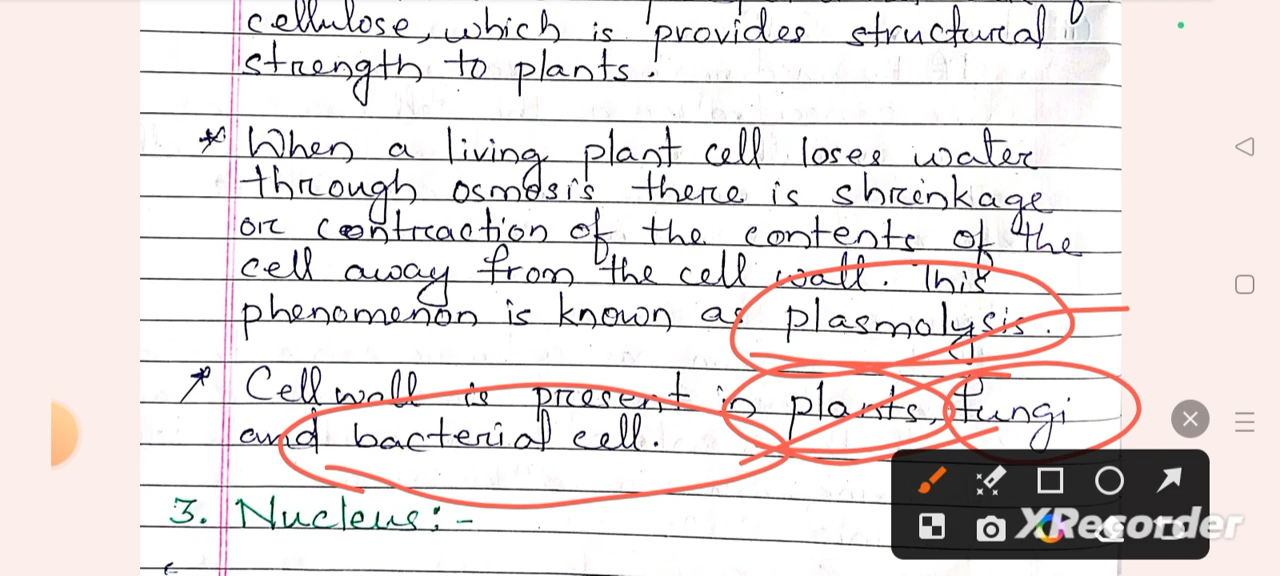 cellulose, which is provides structural
strength to plants.
* When a living plant cell loses water
through osmosis there is shrinkage
or contraction of the contents of the
cell away from the cell wall. This
phenomenon is known as plasmolysis.
* Cell wall is present in plants, fungi
and bacterial cell.
3. Nucleus:-
XRecorder